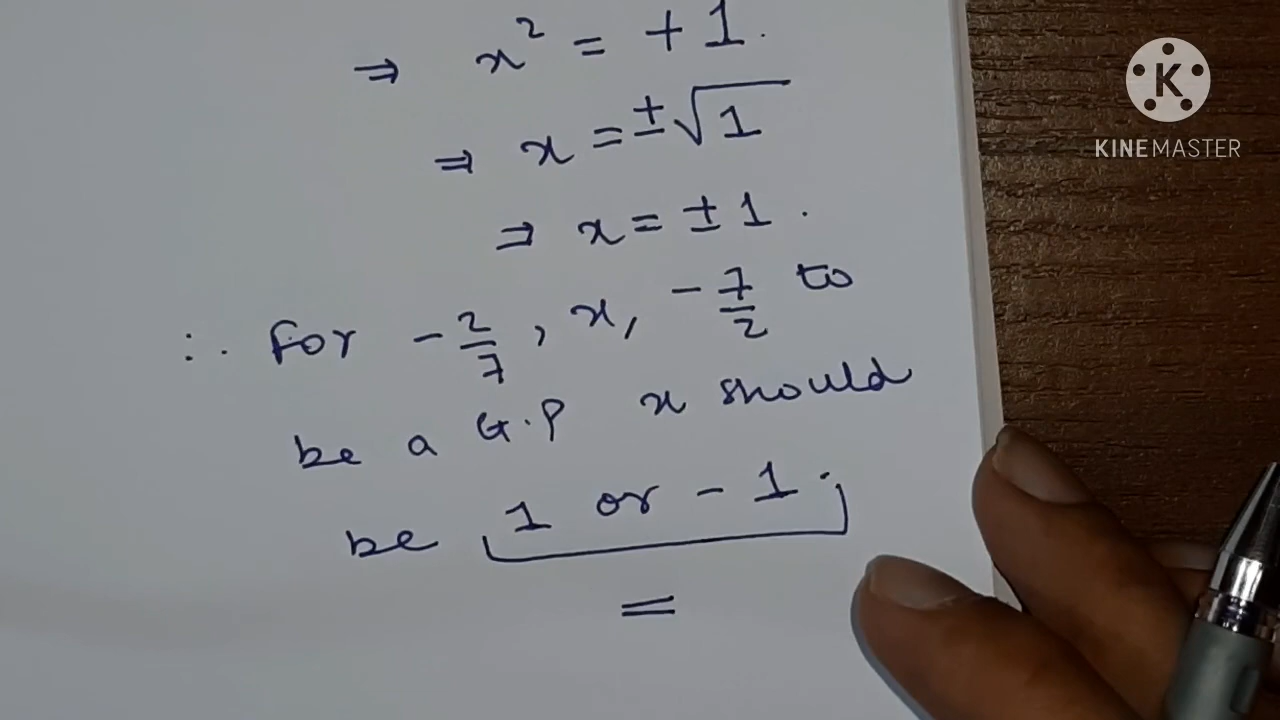 ⇒ x² = +1.
⇒ x = ±√1
⇒ x = ±1.
∴ For -2/7, x, -7/2 to
be a G.P x should
be 1 or -1.
K
KINEMASTER